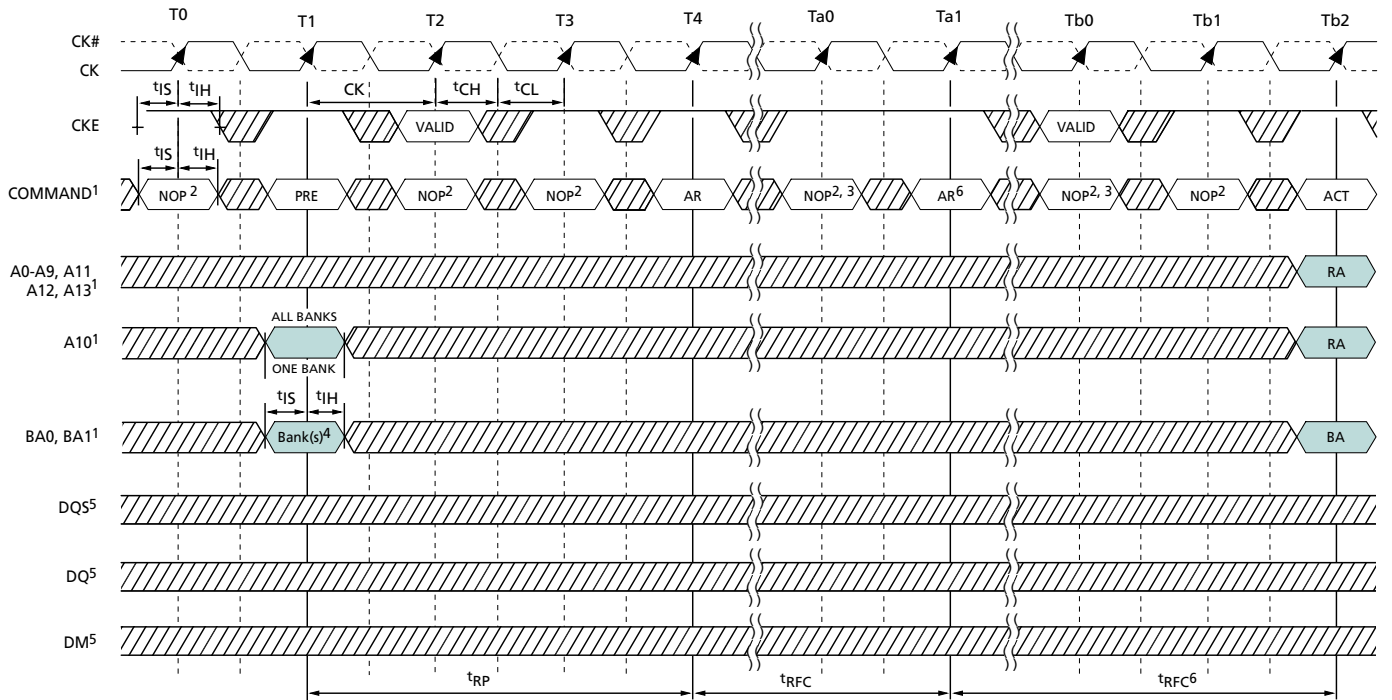 T0 T1 T2 T3 T4 Ta0 Ta1 Tb0 Tb1 Tb2
CK#
CK
tIS tIH CK tCH tCL
CKE VALID VALID
tIS tIH
COMMAND1 NOP 2 PRE NOP2 NOP2 AR NOP2, 3 AR6 NOP2, 3 NOP2 ACT
A0-A9, A11
A12, A131 RA
ALL BANKS
A101 RA
ONE BANK
tIS tIH
BA0, BA11 Bank(s)4 BA
DQS5
DQ5
DM5
tRP tRFC tRFC6